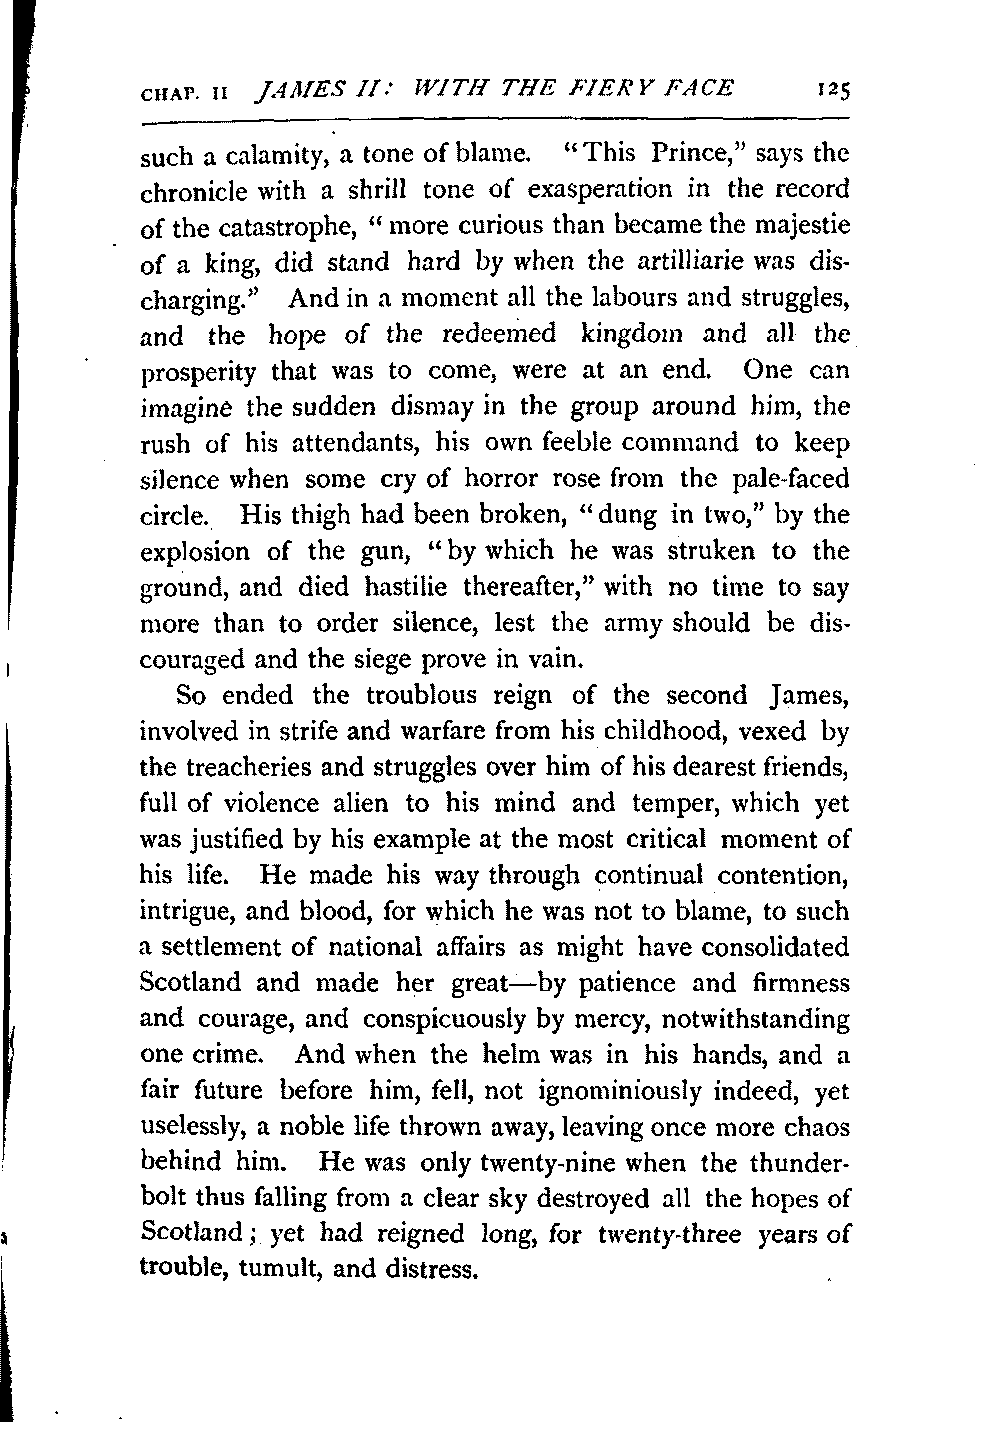 CHAP. II JAMES II: WITH THE FIERY FACE 125
such a calamity, a tone of blame. “This Prince,” says the
chronicle with a shrill tone of exasperation in the record
of the catastrophe, “more curious than became the majestie
of a king, did stand hard by when the artilliarie was dis-
charging.” And in a moment all the labours and struggles,
and the hope of the redeemed kingdom and all the
prosperity that was to come, were at an end. One can
imagine the sudden dismay in the group around him, the
rush of his attendants, his own feeble command to keep
silence when some cry of horror rose from the pale-faced
circle. His thigh had been broken, “dung in two,” by the
explosion of the gun, “by which he was struken to the
ground, and died hastilie thereafter,” with no time to say
more than to order silence, lest the army should be dis-
couraged and the siege prove in vain.
So ended the troublous reign of the second James,
involved in strife and warfare from his childhood, vexed by
the treacheries and struggles over him of his dearest friends,
full of violence alien to his mind and temper, which yet
was justified by his example at the most critical moment of
his life. He made his way through continual contention,
intrigue, and blood, for which he was not to blame, to such
a settlement of national affairs as might have consolidated
Scotland and made her great—by patience and firmness
and courage, and conspicuously by mercy, notwithstanding
one crime. And when the helm was in his hands, and a
fair future before him, fell, not ignominiously indeed, yet
uselessly, a noble life thrown away, leaving once more chaos
behind him. He was only twenty-nine when the thunder-
bolt thus falling from a clear sky destroyed all the hopes of
Scotland; yet had reigned long, for twenty-three years of
trouble, tumult, and distress.